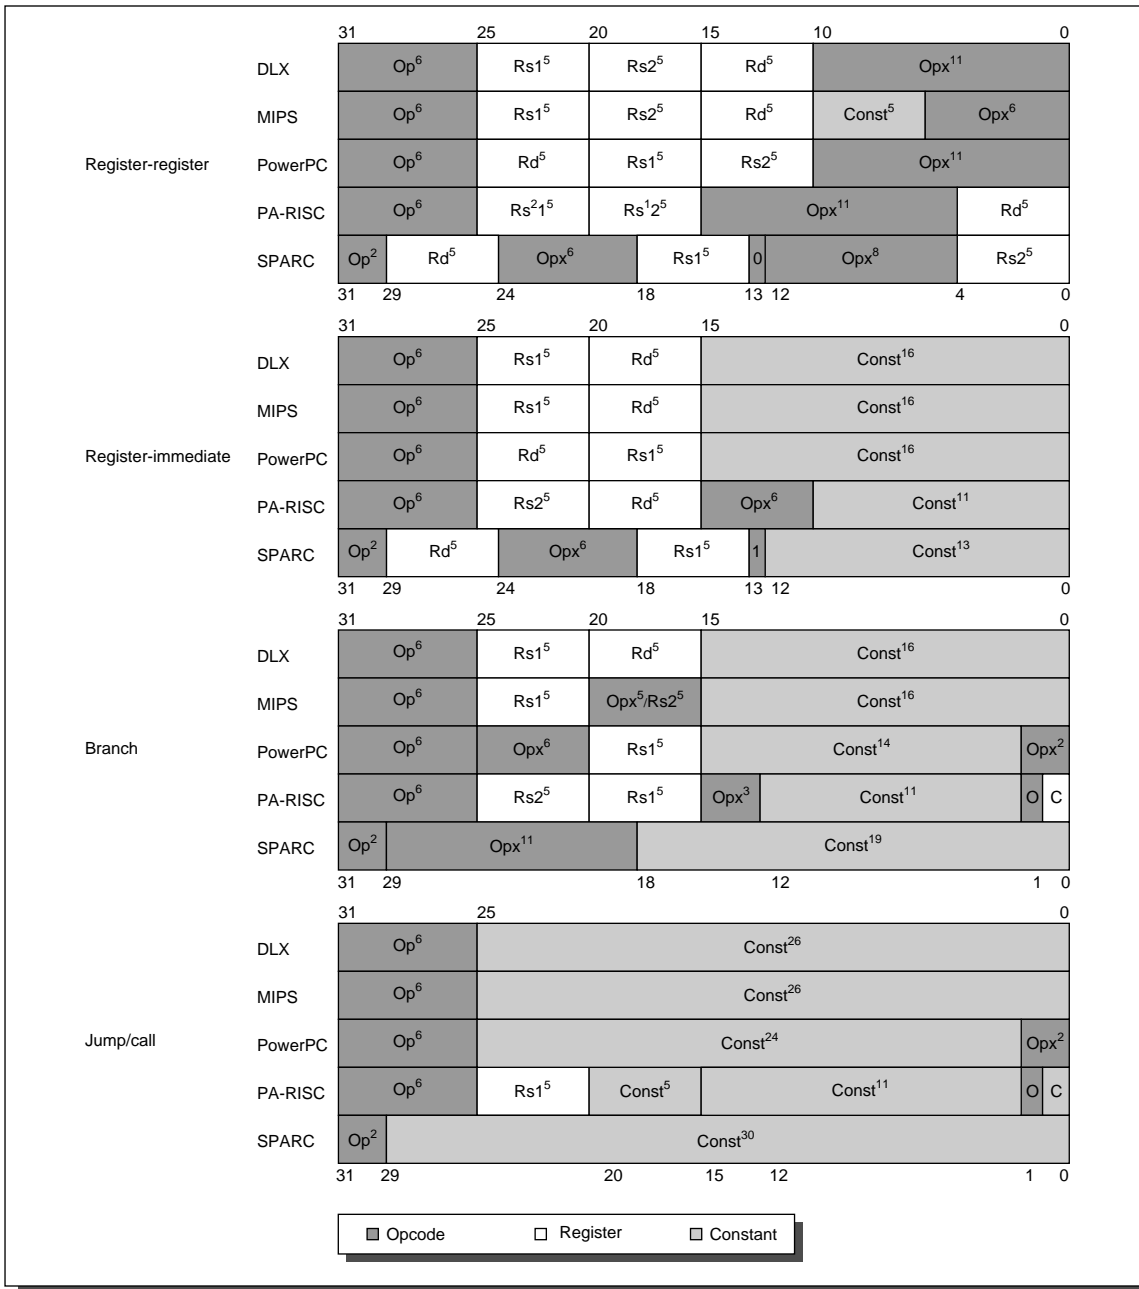 31 25 20 15 10 0
DLX Op⁶ Rs1⁵ Rs2⁵ Rd⁵ Opx¹¹
MIPS Op⁶ Rs1⁵ Rs2⁵ Rd⁵ Const⁵ Opx⁶
Register-register PowerPC Op⁶ Rd⁵ Rs1⁵ Rs2⁵ Opx¹¹
PA-RISC Op⁶ Rs²1⁵ Rs¹2⁵ Opx¹¹ Rd⁵
SPARC Op² Rd⁵ Opx⁶ Rs1⁵ 0 Opx⁸ Rs2⁵
31 29 24 18 13 12 4 0
31 25 20 15 0
DLX Op⁶ Rs1⁵ Rd⁵ Const¹⁶
MIPS Op⁶ Rs1⁵ Rd⁵ Const¹⁶
Register-immediate PowerPC Op⁶ Rd⁵ Rs1⁵ Const¹⁶
PA-RISC Op⁶ Rs2⁵ Rd⁵ Opx⁶ Const¹¹
SPARC Op² Rd⁵ Opx⁶ Rs1⁵ 1 Const¹³
31 29 24 18 13 12 0
31 25 20 15 0
DLX Op⁶ Rs1⁵ Rd⁵ Const¹⁶
MIPS Op⁶ Rs1⁵ Opx⁵/Rs2⁵ Const¹⁶
Branch PowerPC Op⁶ Opx⁶ Rs1⁵ Const¹⁴ Opx²
PA-RISC Op⁶ Rs2⁵ Rs1⁵ Opx³ Const¹¹ O C
SPARC Op² Opx¹¹ Const¹⁹
31 29 18 12 1 0
31 25 0
DLX Op⁶ Const²⁶
MIPS Op⁶ Const²⁶
Jump/call PowerPC Op⁶ Const²⁴ Opx²
PA-RISC Op⁶ Rs1⁵ Const⁵ Const¹¹ O C
SPARC Op² Const³⁰
31 29 20 15 12 1 0
Opcode Register Constant